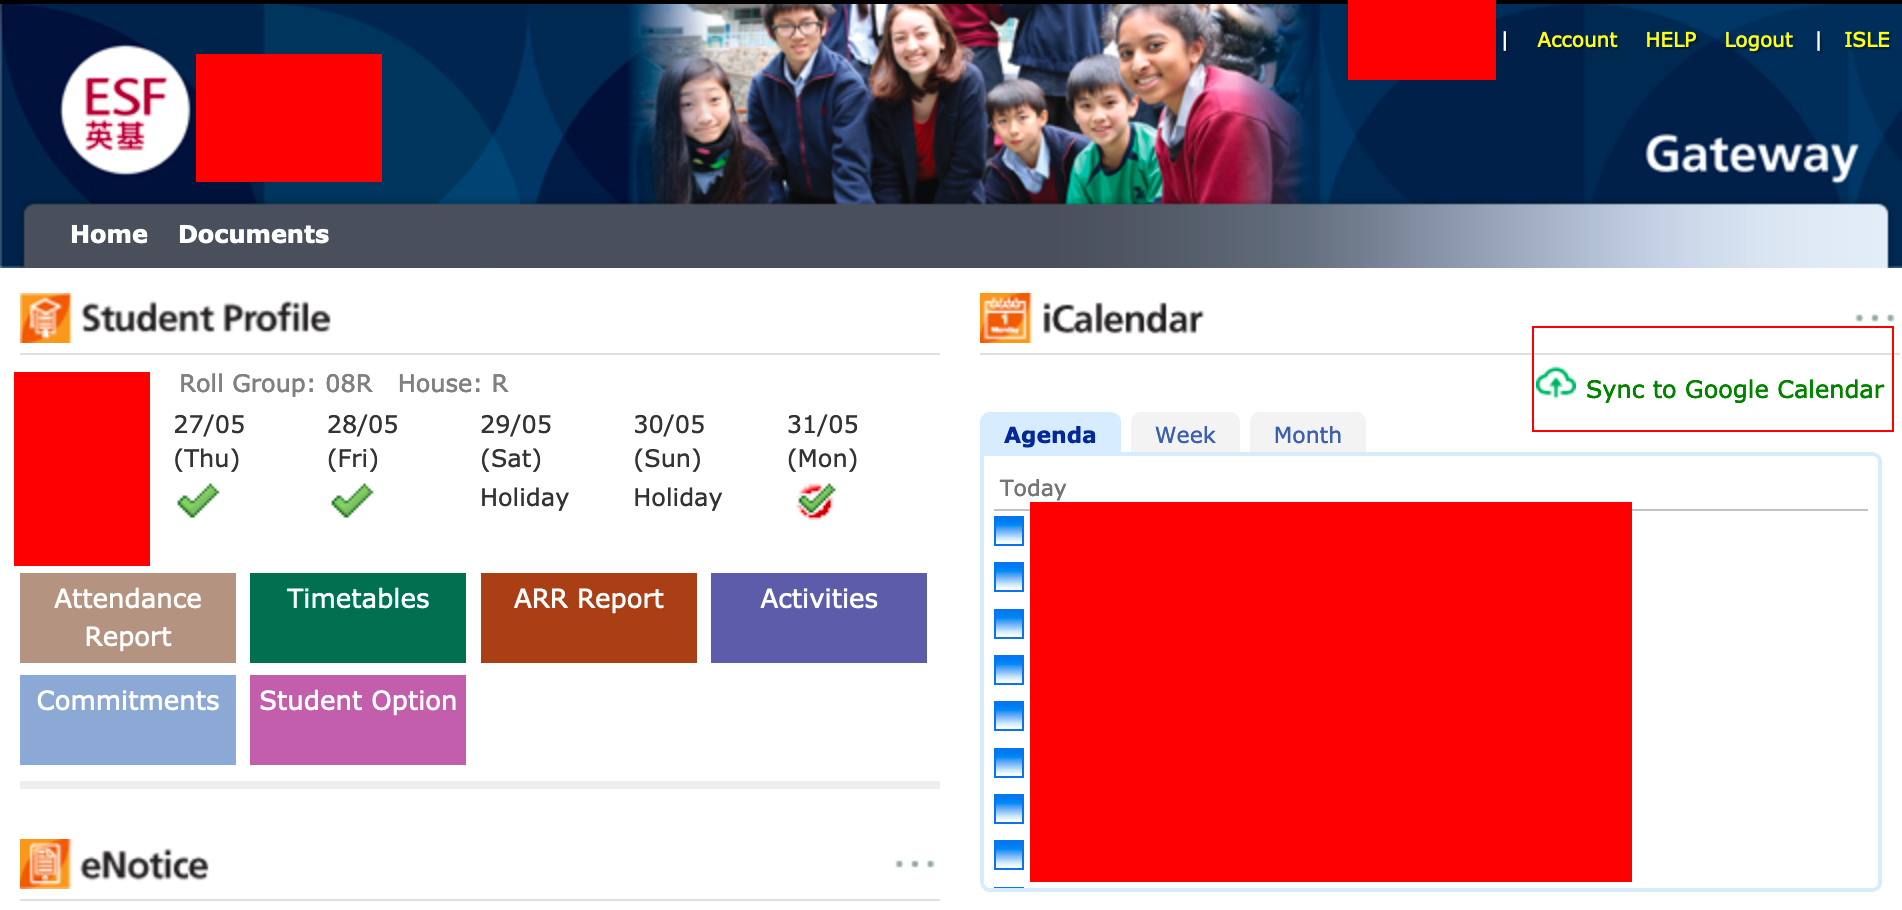 ESF
英基
| Account HELP Logout | ISLE
Gateway
Home Documents
Student Profile
Roll Group: 08R House: R
27/05 28/05 29/05 30/05 31/05
(Thu) (Fri) (Sat) (Sun) (Mon)
Holiday Holiday
Attendance
Report
Timetables
ARR Report
Activities
Commitments
Student Option
eNotice
1
Monday
iCalendar
Sync to Google Calendar
Agenda Week Month
Today